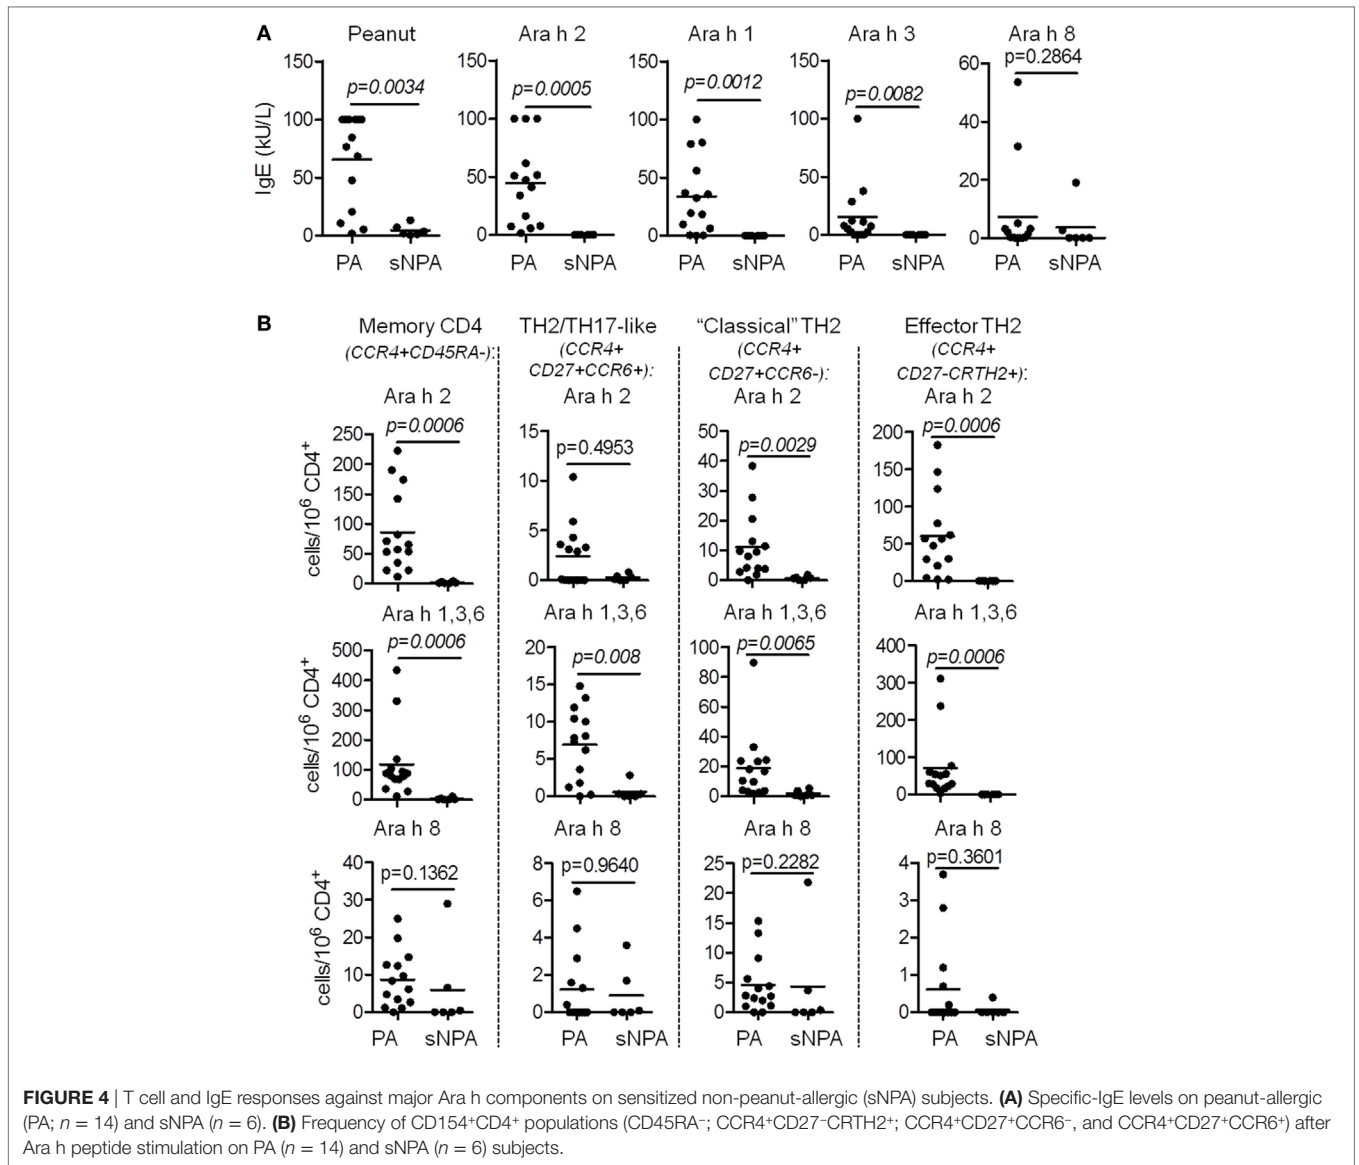 A
Peanut
Ara h 2
Ara h 1
Ara h 3
Ara h 8
IgE (kU/L)
150
100
50
0
p=0.0034
PA
sNPA
150
100
50
0
p=0.0005
PA
sNPA
150
100
50
0
p=0.0012
PA
sNPA
150
100
50
0
p=0.0082
PA
sNPA
60
40
20
0
p=0.2864
PA
sNPA
B
Memory CD4
(CCR4+CD45RA-):
TH2/TH17-like
(CCR4+
CD27+CCR6+):
"Classical" TH2
(CCR4+
CD27+CCR6-):
Effector TH2
(CCR4+
CD27-CRTH2+):
Ara h 2
p=0.0006
cells/10⁶ CD4⁺
250
200
150
100
50
0
Ara h 2
p=0.4953
15
10
5
0
Ara h 2
p=0.0029
50
40
30
20
10
0
Ara h 2
p=0.0006
200
150
100
50
0
Ara h 1,3,6
p=0.0006
cells/10⁶ CD4⁺
500
400
300
200
100
0
Ara h 1,3,6
p=0.008
20
15
10
5
0
Ara h 1,3,6
p=0.0065
100
80
60
40
20
0
Ara h 1,3,6
p=0.0006
400
300
200
100
0
Ara h 8
p=0.1362
cells/10⁶ CD4⁺
40
30
20
10
0
PA
sNPA
Ara h 8
p=0.9640
8
6
4
2
0
PA
sNPA
Ara h 8
p=0.2282
25
20
15
10
5
0
PA
sNPA
Ara h 8
p=0.3601
4
3
2
1
0
PA
sNPA
FIGURE 4 | T cell and IgE responses against major Ara h components on sensitized non-peanut-allergic (sNPA) subjects. (A) Specific-IgE levels on peanut-allergic
(PA; n = 14) and sNPA (n = 6). (B) Frequency of CD154⁺CD4⁺ populations (CD45RA⁻; CCR4⁺CD27⁻CRTH2⁺; CCR4⁺CD27⁺CCR6⁻, and CCR4⁺CD27⁺CCR6⁺) after
Ara h peptide stimulation on PA (n = 14) and sNPA (n = 6) subjects.